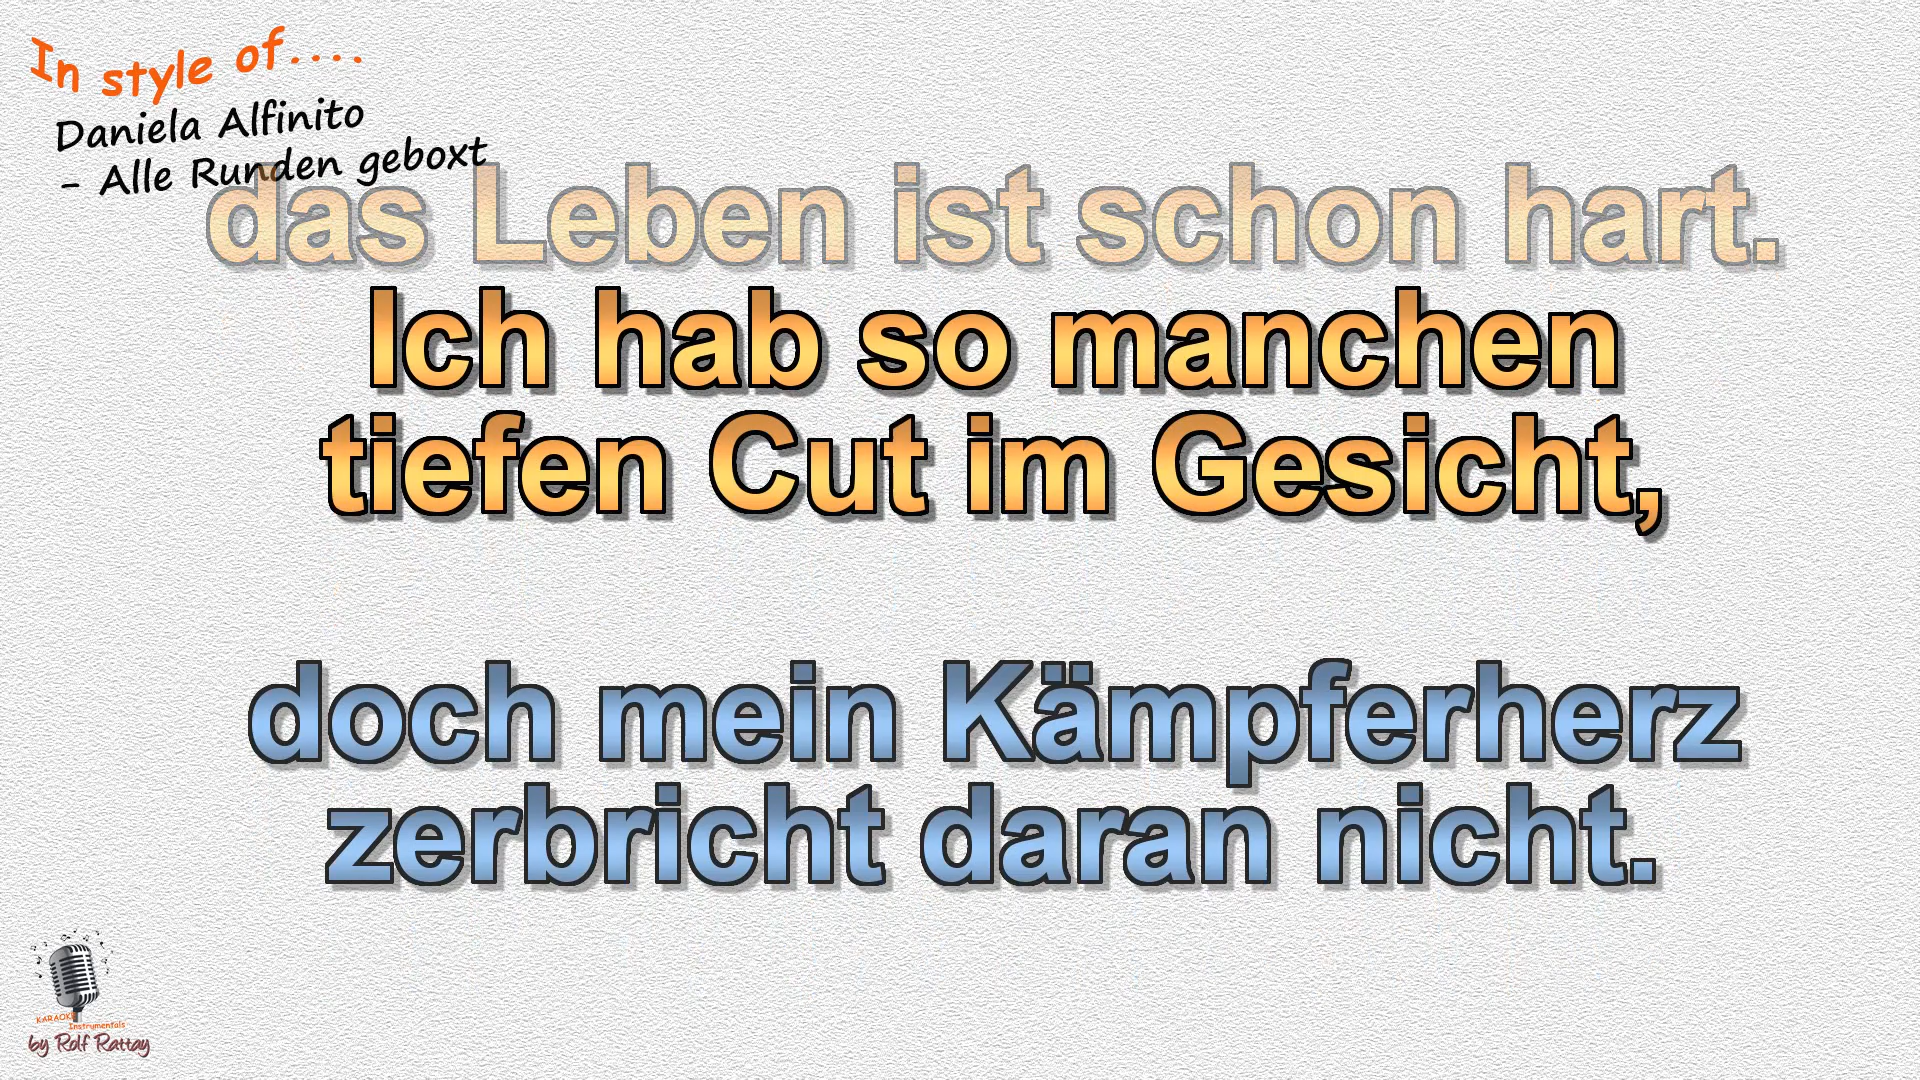 In style of....
Daniela Alfinito
- Alle Runden geboxt
das Leben ist schon hart.
Ich hab so manchen
tiefen Cut im Gesicht,
doch mein Kämpferherz
zerbricht daran nicht.
KARAOKE
Instrumentals
by Rolf Rattay